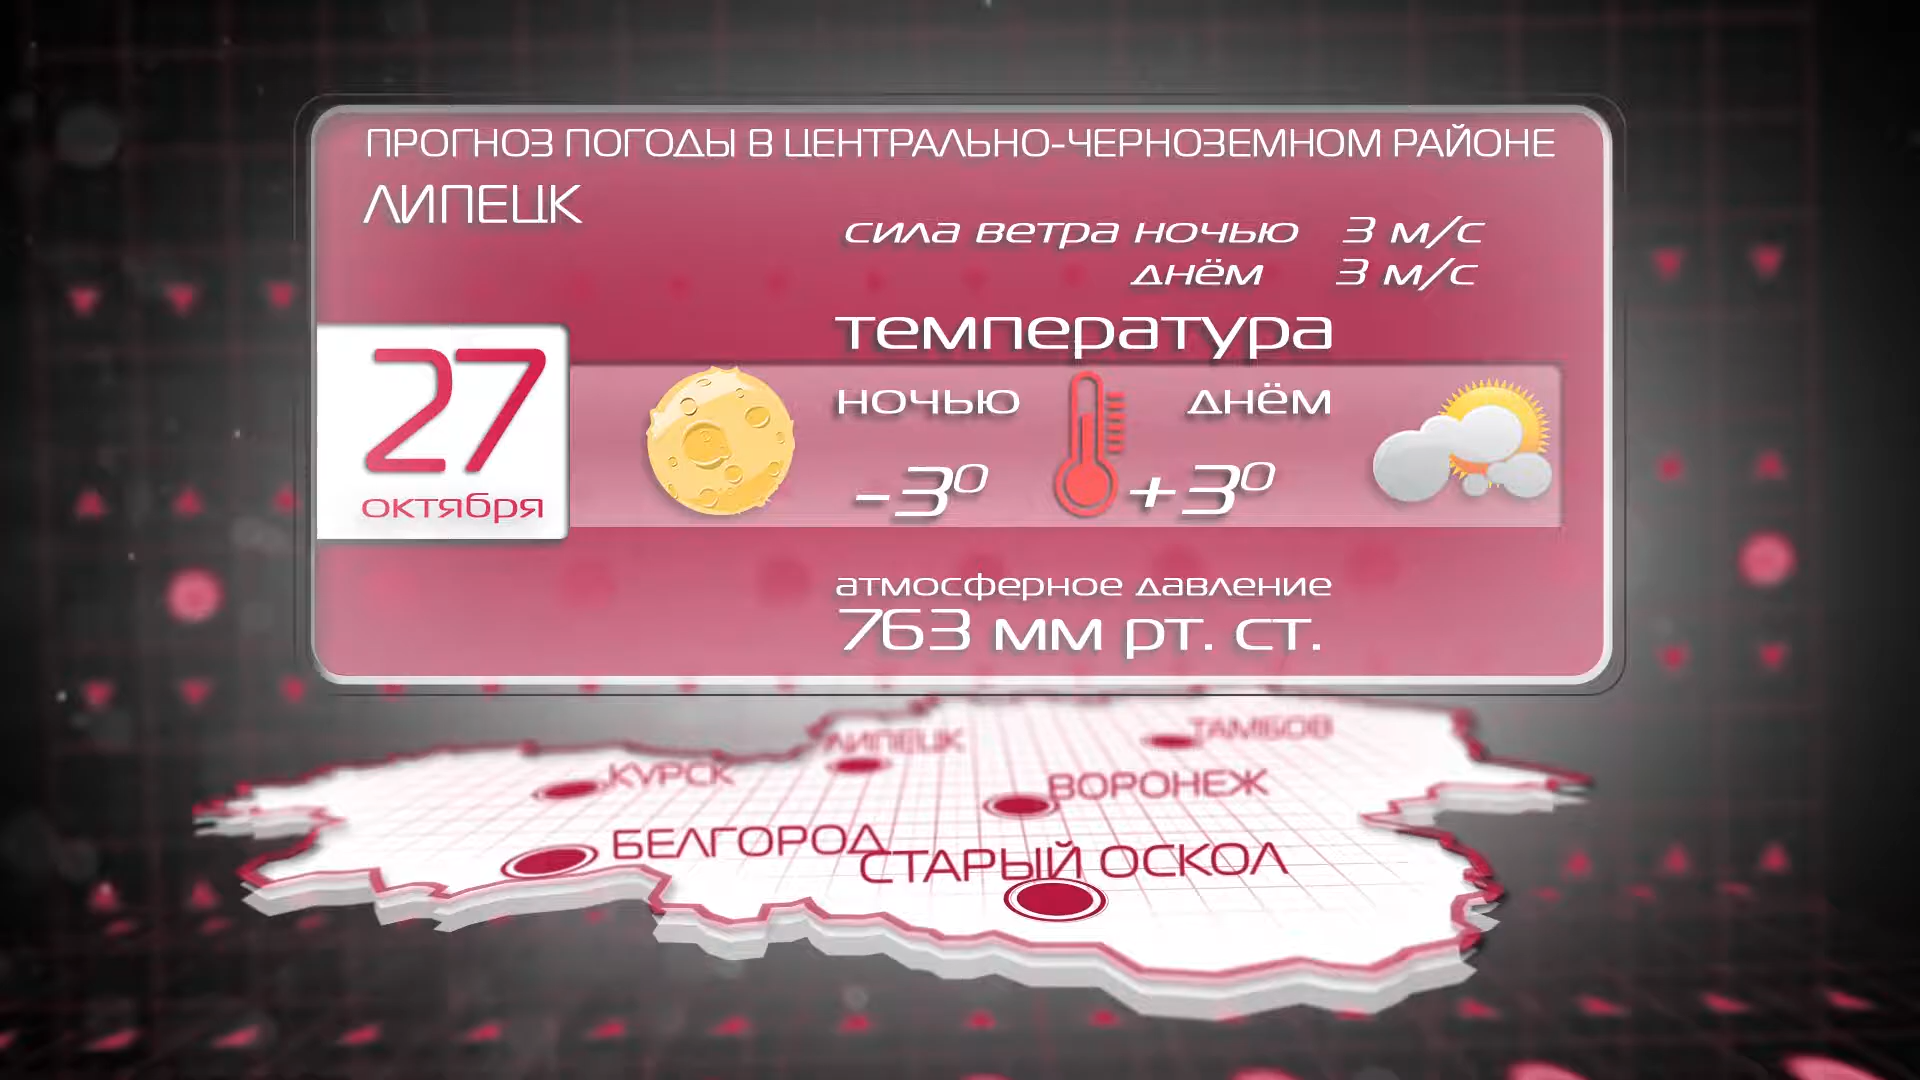 ПРОГНОЗ ПОГОДЫ В ЦЕНТРАЛЬНО-ЧЕРНОЗЕМНОМ РАЙОНЕ
ЛИПЕЦК
сила ветра ночью 3 м/с
днём 3 м/с
температура
27
октября
ночью днём
-3⁰ +3⁰
атмосферное давление
763 мм рт. ст.
ТАМБОВ
ЛИПЕЦК
КУРСК
ВОРОНЕЖ
БЕЛГОРОД
СТАРЫЙ ОСКОЛ